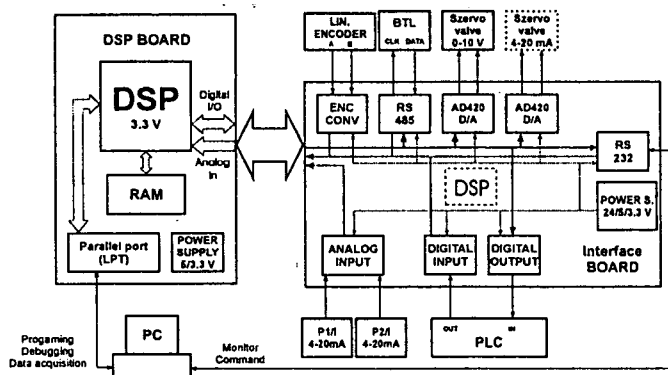 DSP BOARD
DSP
3.3 V
Digital
I/O
Analog
In
RAM
Parallel port
(LPT)
POWER
SUPPLY
5/3.3 V
LIN.
ENCODER
A B
BTL
CLK DATA
Szervo
valve
0-10 V
Szervo
valve
4-20 mA
ENC
CONV
RS
485
AD420
D/A
AD420
D/A
RS
232
DSP
POWER S.
24/5/3.3 V
ANALOG
INPUT
DIGITAL
INPUT
DIGITAL
OUTPUT
Interface
BOARD
P1/I
4-20mA
P2/I
4-20mA
OUT IN
PLC
PC
Programing
Debugging
Data acquisition
Monitor
Command